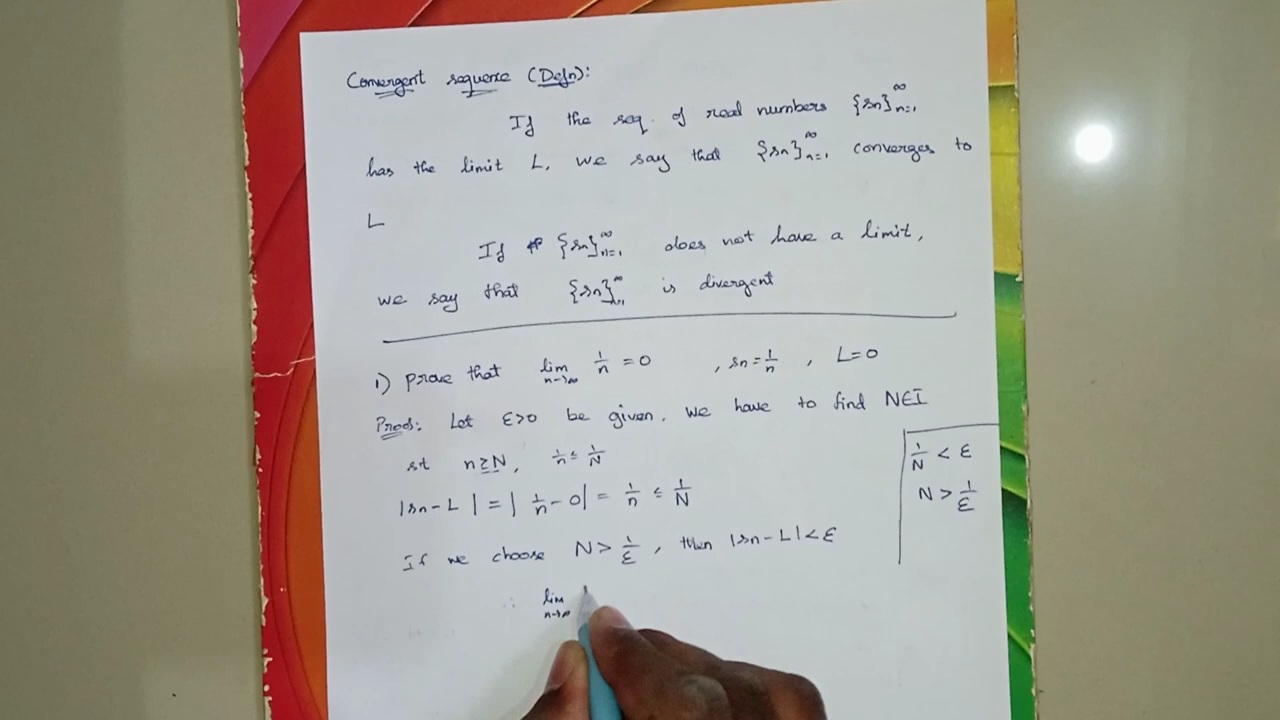 Convergent sequence (Defn):
If the seq. of real numbers {sn}∞n=1
has the limit L, we say that {sn}∞n=1 converges to
L
If {sn}∞n=1 does not have a limit,
we say that {sn}∞n=1 is divergent
1) Prove that lim n→∞ 1/n = 0 , sn = 1/n , L=0
Proof: Let ε>0 be given. We have to find N∈I
st n≥N, 1/n ≤ 1/N
1/N < ε
|sn - L| = | 1/n - 0| = 1/n ≤ 1/N
N > 1/ε
If we choose N > 1/ε , then |sn - L| < ε
∴ lim n→∞